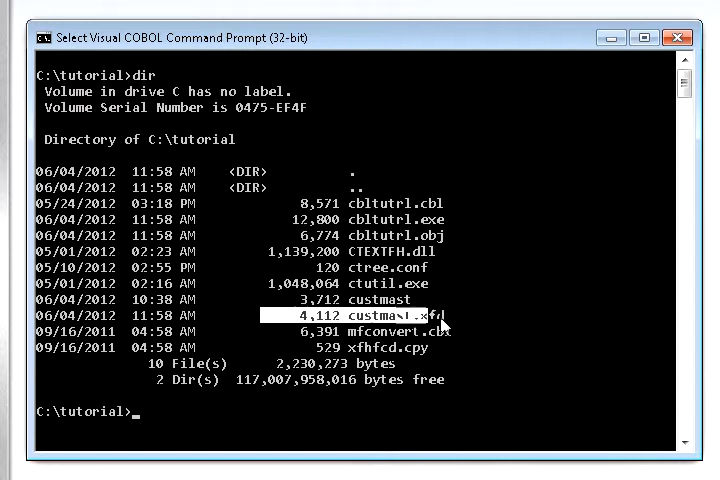 Select Visual COBOL Command Prompt (32-bit)
C:\tutorial>dir
Volume in drive C has no label.
Volume Serial Number is 0475-EF4F
Directory of C:\tutorial
06/04/2012 11:58 AM <DIR> .
06/04/2012 11:58 AM <DIR> ..
05/24/2012 03:18 PM 8,571 cbltutrl.cbl
06/04/2012 11:58 AM 12,800 cbltutrl.exe
06/04/2012 11:58 AM 6,774 cbltutrl.obj
05/01/2012 02:23 AM 1,139,200 CTEXTFH.dll
05/10/2012 02:55 PM 120 ctree.conf
05/01/2012 02:16 AM 1,048,064 ctutil.exe
06/04/2012 10:38 AM 3,712 custmast
06/04/2012 11:58 AM 4,112 custmast.xfd
09/16/2011 04:58 AM 6,391 mfconvert.cbl
09/16/2011 04:58 AM 529 xfhfcd.cpy
10 File(s) 2,230,273 bytes
2 Dir(s) 117,007,958,016 bytes free
C:\tutorial>